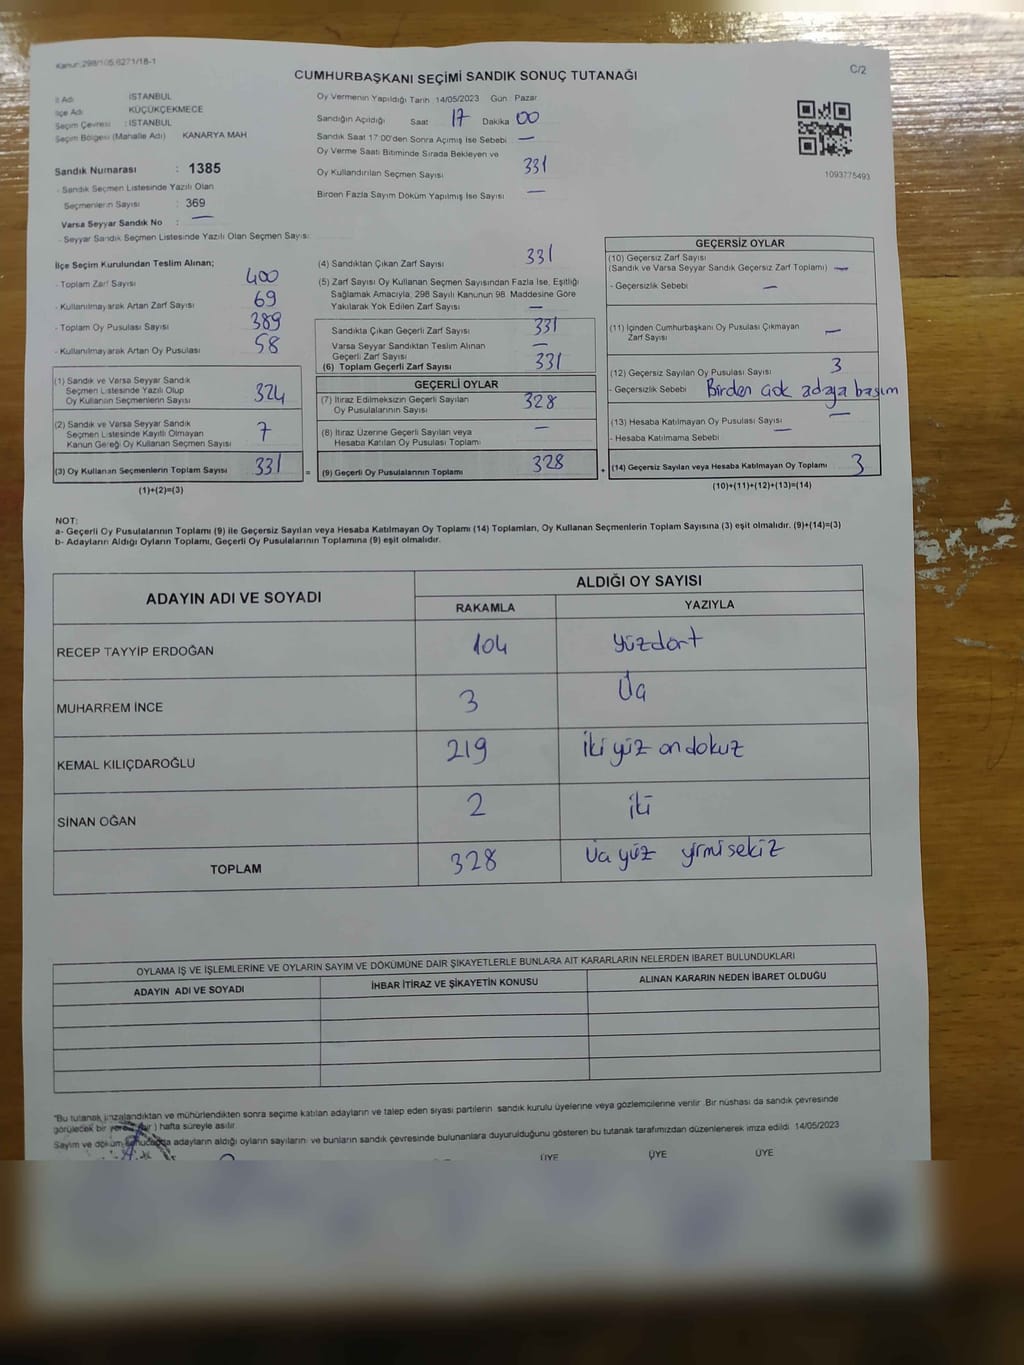 Kanun:298/105,6271/18-1
CUMHURBAŞKANI SEÇİMİ SANDIK SONUÇ TUTANAĞI
C/2
İl Adı İSTANBUL
İlçe Adı KÜÇÜKÇEKMECE
Seçim Çevresi : İSTANBUL
Seçim Bölgesi (Mahalle Adı) KANARYA MAH
Sandık Numarası : 1385
- Sandık Seçmen Listesinde Yazılı Olan
Seçmenlerin Sayısı : 369
Varsa Seyyar Sandık No : —
- Seyyar Sandık Seçmen Listesinde Yazılı Olan Seçmen Sayısı:
Oy Vermenin Yapıldığı Tarih 14/05/2023 Gün Pazar
Sandığın Açıldığı Saat 17 Dakika 00
Sandık Saat 17:00'den Sonra Açımış İse Sebebi —
Oy Verme Saati Bitiminde Sırada Bekleyen ve
Oy Kullandırılan Seçmen Sayısı 331
Birden Fazla Sayım Döküm Yapılmış İse Sayısı —
1093775493
İlçe Seçim Kurulundan Teslim Alınan;
- Toplam Zarf Sayısı 400
- Kullanılmayarak Artan Zarf Sayısı 69
- Toplam Oy Pusulası Sayısı 389
- Kullanılmayarak Artan Oy Pusulası 58
(1) Sandık ve Varsa Seyyar Sandık
Seçmen Listesinde Yazılı Olup
Oy Kullanan Seçmenlerin Sayısı 324
(2) Sandık ve Varsa Seyyar Sandık
Seçmen Listesinde Kayıtlı Olmayan
Kanun Gereği Oy Kullanan Seçmen Sayısı 7
(3) Oy Kullanan Seçmenlerin Toplam Sayısı 331 =
(1)+(2)=(3)
(4) Sandıktan Çıkan Zarf Sayısı 331
(5) Zarf Sayısı Oy Kullanan Seçmen Sayısından Fazla İse, Eşitliği
Sağlamak Amacıyla, 298 Sayılı Kanunun 98. Maddesine Göre
Yakılarak Yok Edilen Zarf Sayısı —
Sandıkta Çıkan Geçerli Zarf Sayısı 331
Varsa Seyyar Sandıktan Teslim Alınan
Geçerli Zarf Sayısı —
(6) Toplam Geçerli Zarf Sayısı 331
GEÇERLİ OYLAR
(7) İtiraz Edilmeksizin Geçerli Sayılan
Oy Pusulalarının Sayısı 328
(8) İtiraz Üzerine Geçerli Sayılan veya
Hesaba Katılan Oy Pusulası Toplamı —
(9) Geçerli Oy Pusulalarının Toplamı 328 +
GEÇERSİZ OYLAR
(10) Geçersiz Zarf Sayısı
(Sandık ve Varsa Seyyar Sandık Geçersiz Zarf Toplamı) —
- Geçersizlik Sebebi —
(11) İçinden Cumhurbaşkanı Oy Pusulası Çıkmayan
Zarf Sayısı —
(12) Geçersiz Sayılan Oy Pusulası Sayısı 3
- Geçersizlik Sebebi Birden çok adaya basım
(13) Hesaba Katılmayan Oy Pusulası Sayısı —
- Hesaba Katılmama Sebebi —
(14) Geçersiz Sayılan veya Hesaba Katılmayan Oy Toplamı 3
(10)+(11)+(12)+(13)=(14)
NOT:
a- Geçerli Oy Pusulalarının Toplamı (9) ile Geçersiz Sayılan veya Hesaba Katılmayan Oy Toplamı (14) Toplamları, Oy Kullanan Seçmenlerin Toplam Sayısına (3) eşit olmalıdır. (9)+(14)=(3)
b- Adayların Aldığı Oyların Toplamı, Geçerli Oy Pusulalarının Toplamına (9) eşit olmalıdır.
ADAYIN ADI VE SOYADI
ALDIĞI OY SAYISI
RAKAMLA YAZIYLA
RECEP TAYYİP ERDOĞAN 104 yüzdört
MUHARREM İNCE 3 Üç
KEMAL KILIÇDAROĞLU 219 iki yüz on dokuz
SİNAN OĞAN 2 iki
TOPLAM 328 Üç yüz yirmisekiz
OYLAMA İŞ VE İŞLEMLERİNE VE OYLARIN SAYIM VE DÖKÜMÜNE DAİR ŞİKAYETLERLE BUNLARA AİT KARARLARIN NELERDEN İBARET BULUNDUKLARI
ADAYIN ADI VE SOYADI İHBAR İTİRAZ VE ŞİKAYETİN KONUSU ALINAN KARARIN NEDEN İBARET OLDUĞU
*Bu tutanak imzalandıktan ve mühürlendikten sonra seçime katılan adayların ve talep eden siyasi partilerin sandık kurulu üyelerine veya gözlemcilerine verilir. Bir nüshası da sandık çevresinde
görülecek bir yere ) hafta süreyle asılır.
Sayım ve döküm sonucunda adayların aldığı oyların sayılarını ve bunların sandık çevresinde bulunanlara duyurulduğunu gösteren bu tutanak tarafımızdan düzenlenerek imza edildi. 14/05/2023
ÜYE ÜYE ÜYE